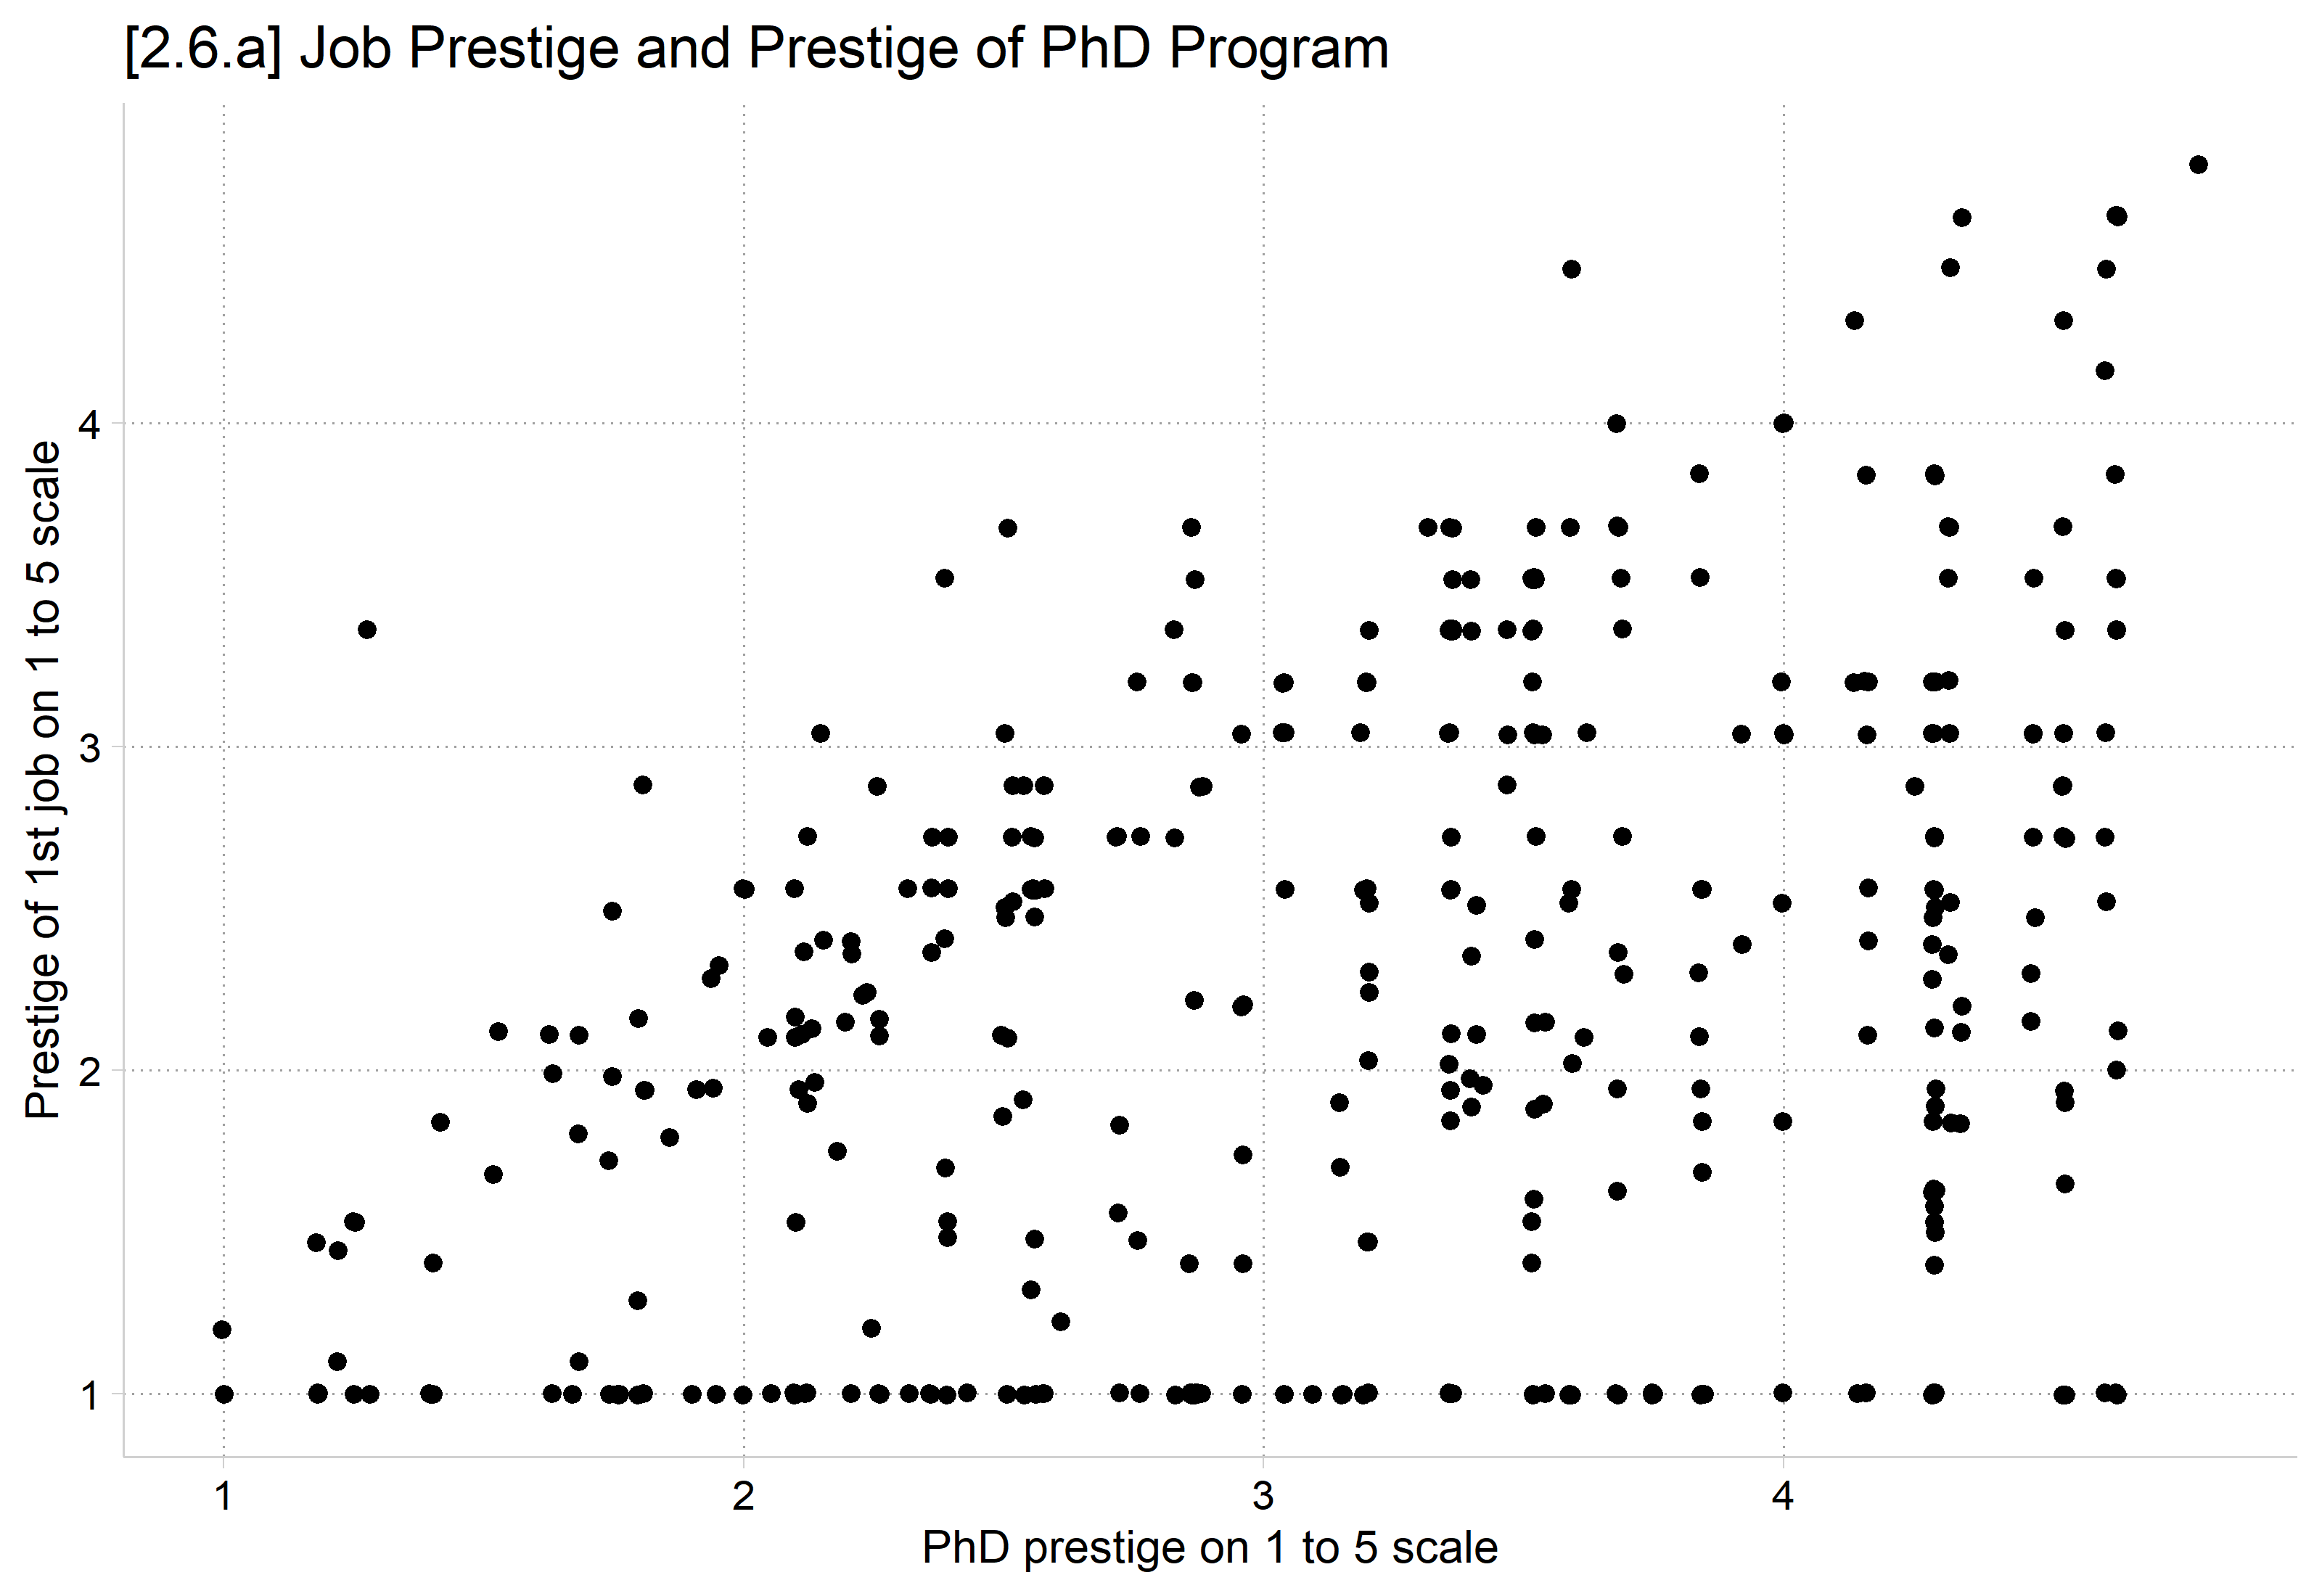 [2.6.a] Job Prestige and Prestige of PhD Program
Prestige of 1st job on 1 to 5 scale
4
3
2
1
1
2
3
4
PhD prestige on 1 to 5 scale